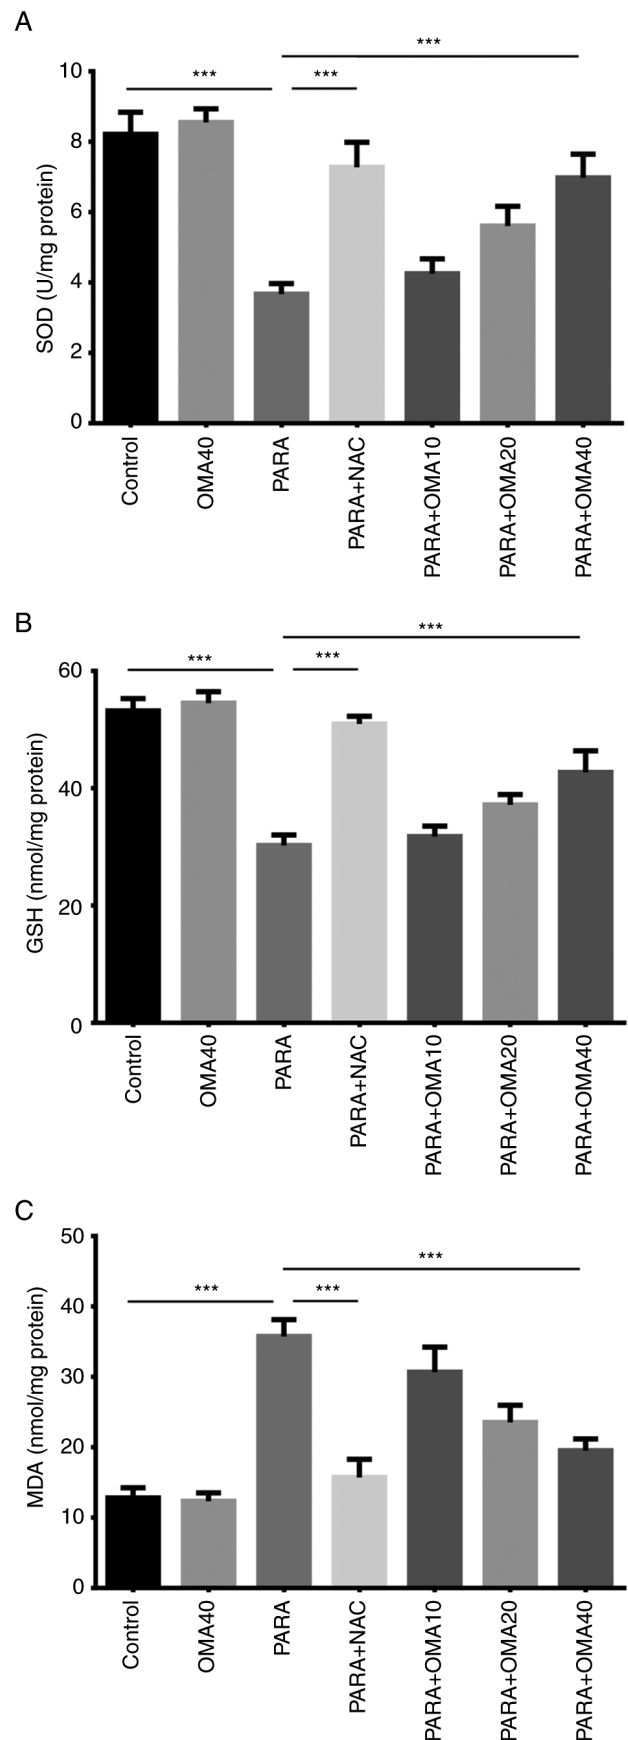 A
***
*** ***
10
8
6
4
2
0
SOD (U/mg protein)
Control
OMA40
PARA
PARA+NAC
PARA+OMA10
PARA+OMA20
PARA+OMA40
B
***
*** ***
60
40
20
0
GSH (nmol/mg protein)
Control
OMA40
PARA
PARA+NAC
PARA+OMA10
PARA+OMA20
PARA+OMA40
C
50
***
*** ***
40
30
20
10
0
MDA (nmol/mg protein)
Control
OMA40
PARA
PARA+NAC
PARA+OMA10
PARA+OMA20
PARA+OMA40